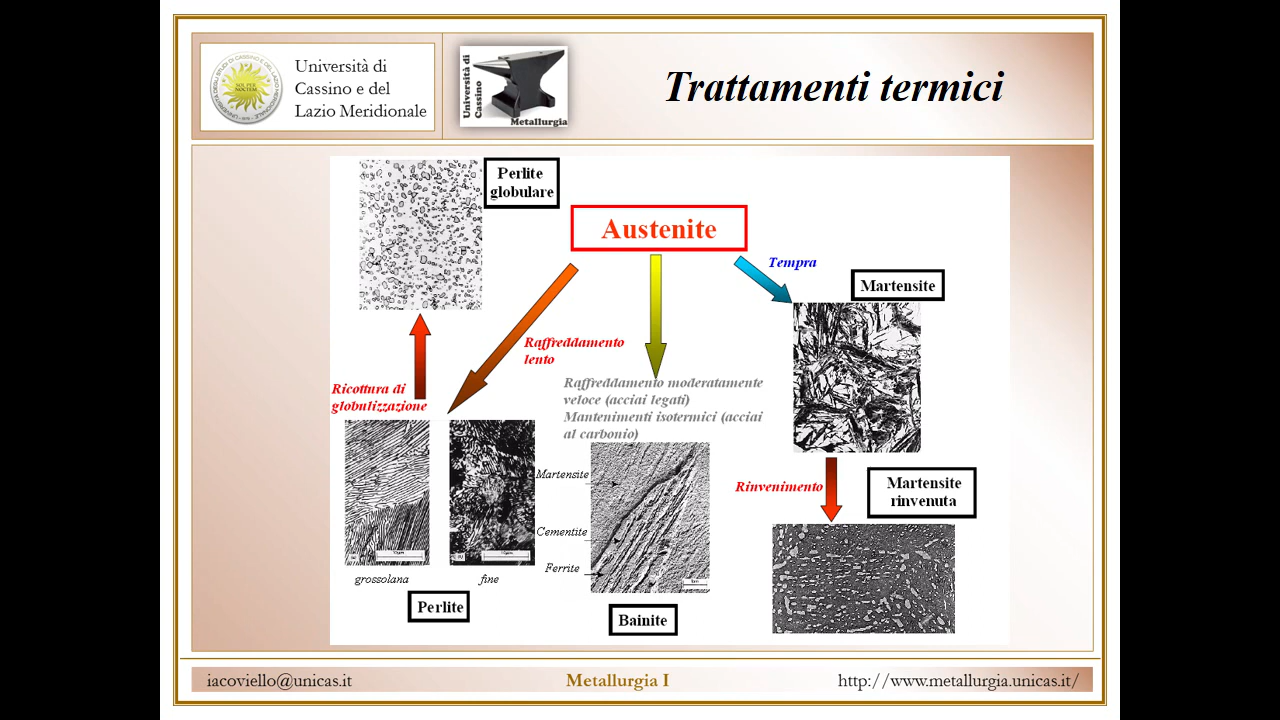 Università di
Cassino e del
Lazio Meridionale
Università di
Cassino
Metallurgia
Trattamenti termici
Perlite
globulare
Austenite
Tempra
Martensite
Raffreddamento
lento
Ricottura di
globulizzazione
Raffreddamento moderatamente
veloce (acciai legati)
Mantenimenti isotermici (acciai
al carbonio)
Martensite
Cementite
Ferrite
Rinvenimento
Martensite
rinvenuta
grossolana
fine
Perlite
Bainite
iacoviello@unicas.it
Metallurgia I
http://www.metallurgia.unicas.it/